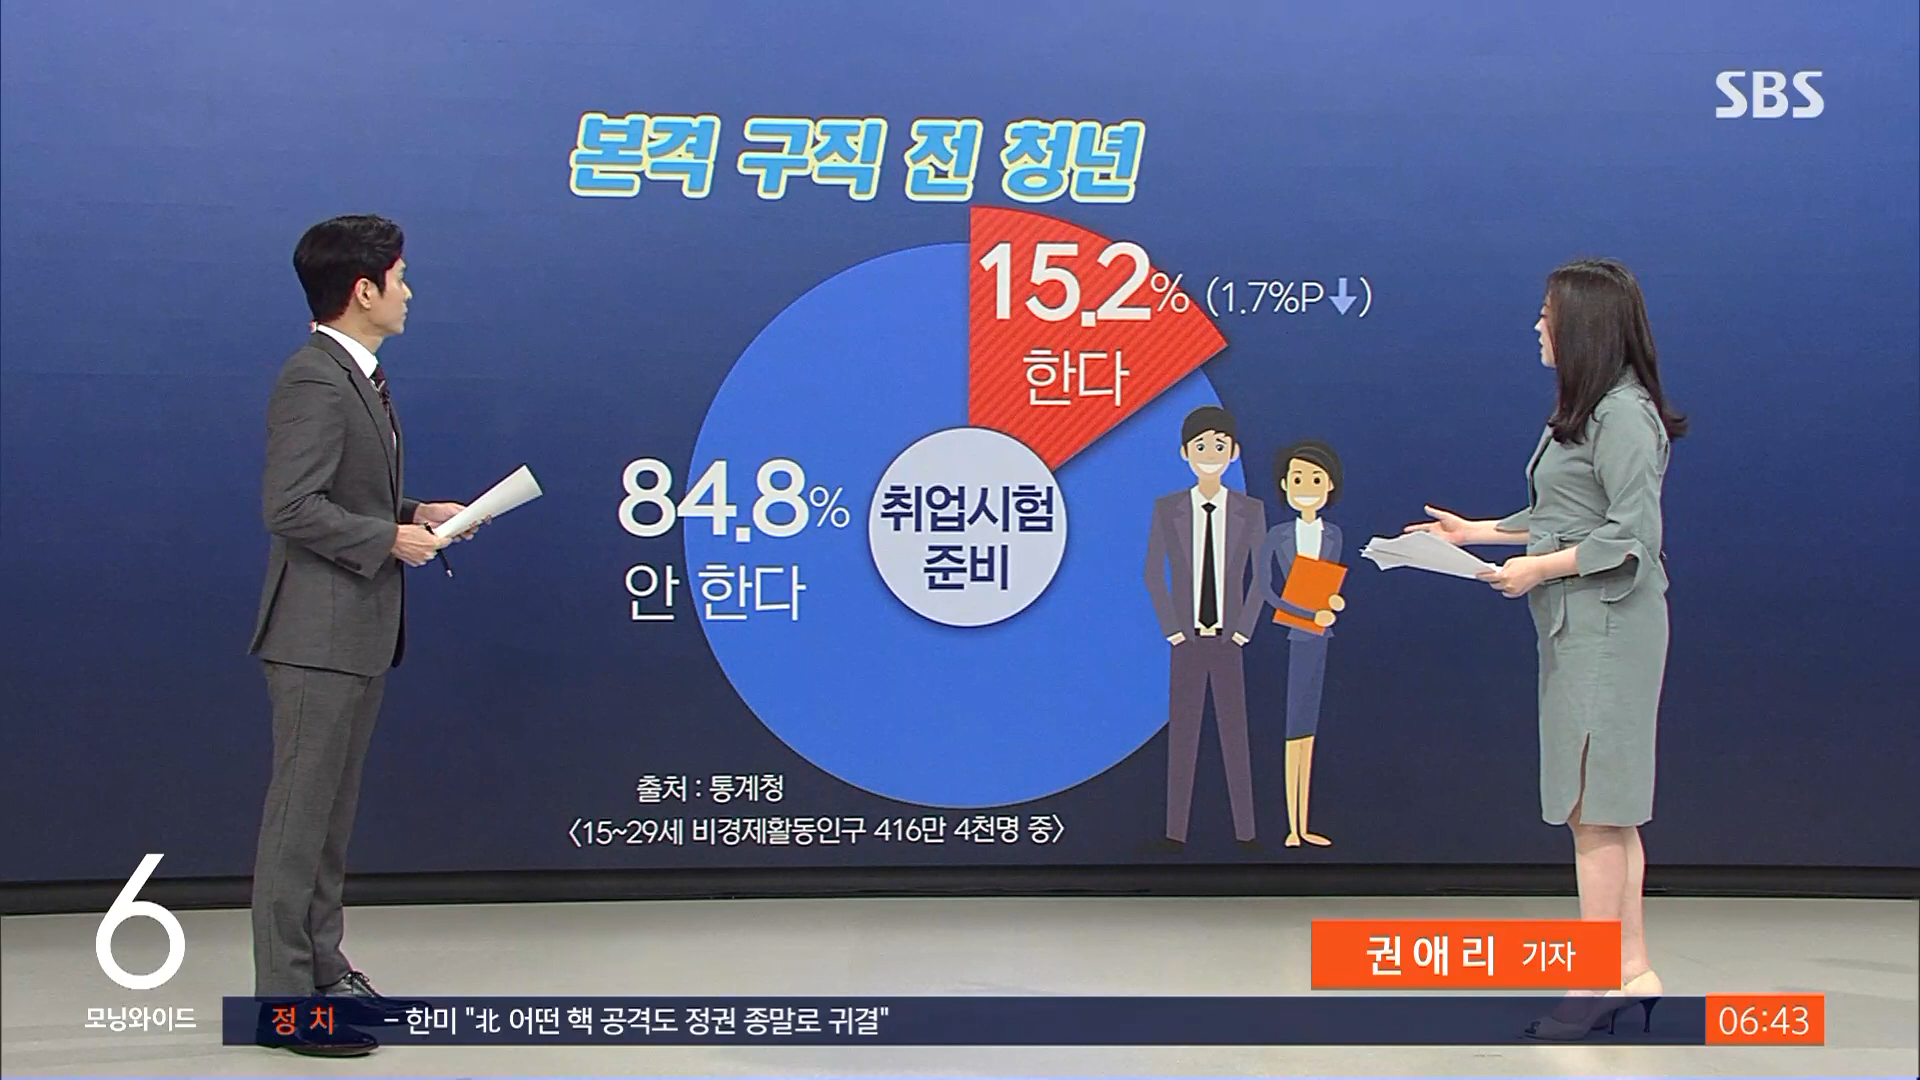 SBS
본격 구직 전 청년
15.2% (1.7%P↓)
한다
84.8%
안 한다
취업시험
준비
출처 : 통계청
〈15~29세 비경제활동인구 416만 4천명 중〉
6
모닝와이드
권애리 기자
정 치
- 한미 "北 어떤 핵 공격도 정권 종말로 귀결"
06:43